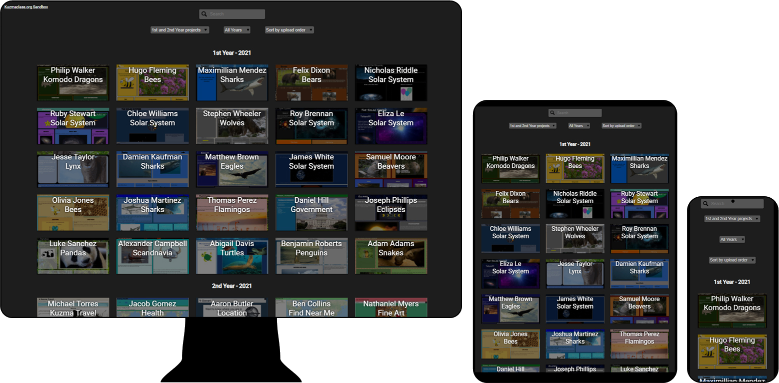 Kuzmaclass.org Sandbox
Search
1st and 2nd Year projects
All Years
Sort by upload order
1st Year - 2021
Philip Walker
Komodo Dragons
Hugo Fleming
Bees
Maximillian Mendez
Sharks
Felix Dixon
Bears
Nicholas Riddle
Solar System
Ruby Stewart
Solar System
Chloe Williams
Solar System
Stephen Wheeler
Wolves
Roy Brennan
Solar System
Eliza Le
Solar System
Jesse Taylor
Lynx
Damien Kaufman
Sharks
Matthew Brown
Eagles
James White
Solar System
Samuel Moore
Beavers
Olivia Jones
Bees
Joshua Martinez
Sharks
Thomas Perez
Flamingos
Daniel Hill
Government
Joseph Phillips
Eclipses
Luke Sanchez
Pandas
Alexander Campbell
Scandinavia
Abigail Davis
Turtles
Benjamin Roberts
Penguins
Adam Adams
Snakes
2nd Year - 2021
Michael Torres
Kuzma Travel
Jacob Gomez
Health
Aaron Butler
Location
Ben Collins
Find Near Me
Nathaniel Myers
Fine Art
1st and 2nd Year projects
All Years
Sort by upload order
1st Year - 2021
Philip Walker
Komodo Dragons
Hugo Fleming
Bees
Maximillian Mendez
Sharks
Felix Dixon
Bears
Nicholas Riddle
Solar System
Ruby Stewart
Solar System
Chloe Williams
Solar System
Stephen Wheeler
Wolves
Roy Brennan
Solar System
Eliza Le
Solar System
Jesse Taylor
Lynx
Damien Kaufman
Sharks
Matthew Brown
Eagles
James White
Solar System
Samuel Moore
Beavers
Olivia Jones
Bees
Joshua Martinez
Sharks
Thomas Perez
Flamingos
Daniel Hill
Joseph Phillips
Luke Sanchez
1st and 2nd Year projects
All Years
Sort by upload order
1st Year - 2021
Philip Walker
Komodo Dragons
Hugo Fleming
Bees
Maximillian Mendez